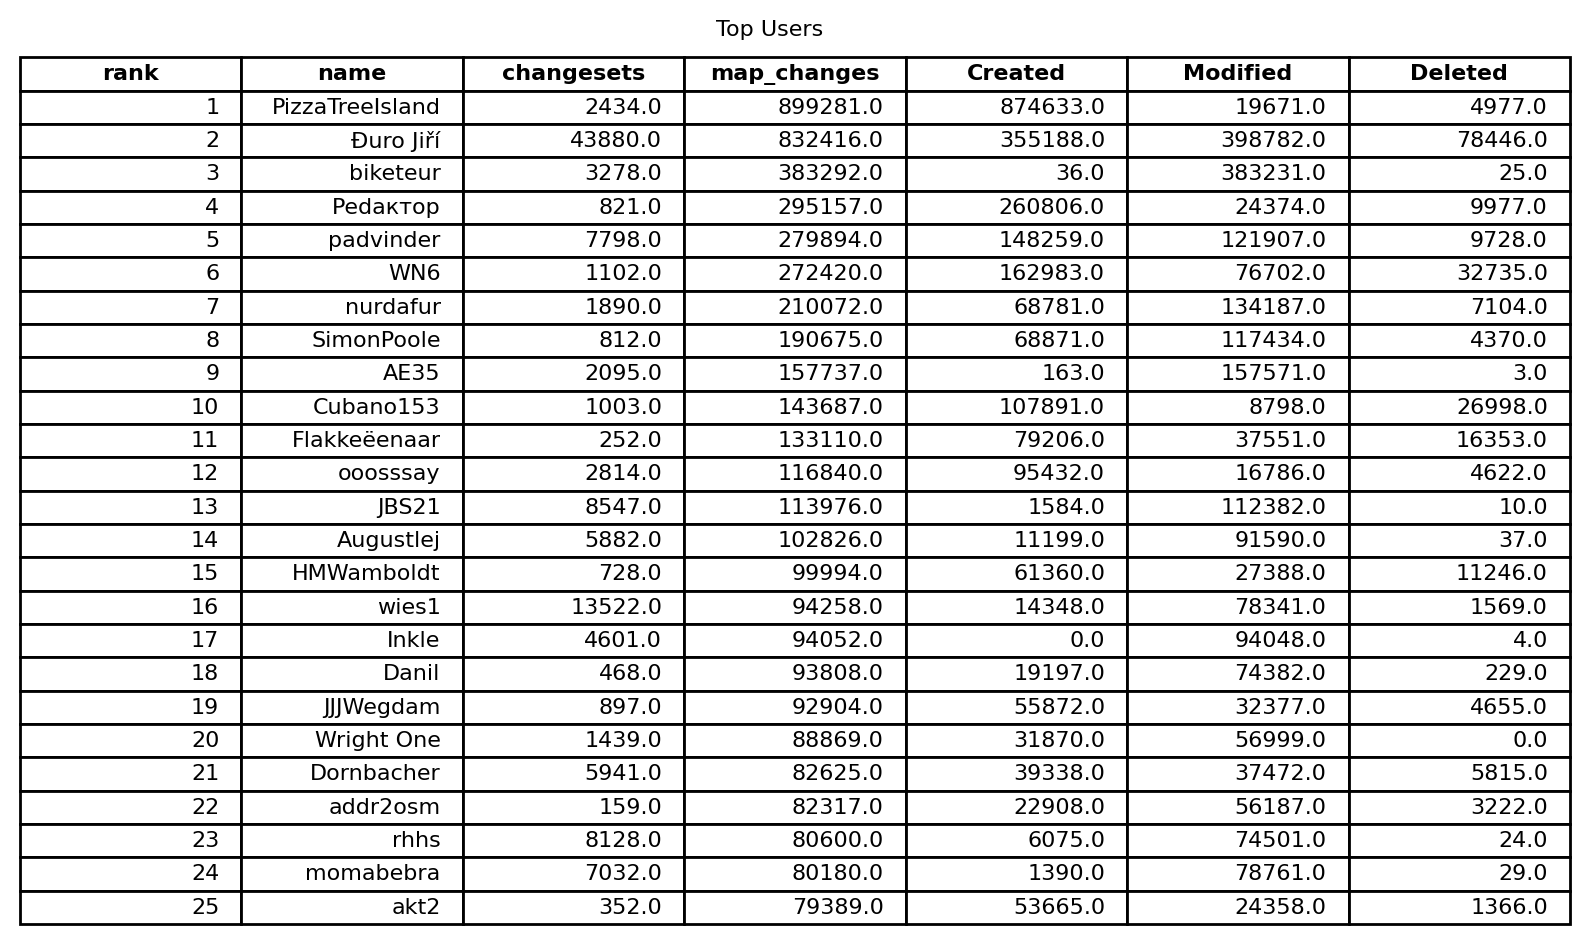 Top Users
rank name changesets map_changes Created Modified Deleted
1 PizzaTreeIsland 2434.0 899281.0 874633.0 19671.0 4977.0
2 Đuro Jiří 43880.0 832416.0 355188.0 398782.0 78446.0
3 biketeur 3278.0 383292.0 36.0 383231.0 25.0
4 Pedaктop 821.0 295157.0 260806.0 24374.0 9977.0
5 padvinder 7798.0 279894.0 148259.0 121907.0 9728.0
6 WN6 1102.0 272420.0 162983.0 76702.0 32735.0
7 nurdafur 1890.0 210072.0 68781.0 134187.0 7104.0
8 SimonPoole 812.0 190675.0 68871.0 117434.0 4370.0
9 AE35 2095.0 157737.0 163.0 157571.0 3.0
10 Cubano153 1003.0 143687.0 107891.0 8798.0 26998.0
11 Flakkeëenaar 252.0 133110.0 79206.0 37551.0 16353.0
12 ooosssay 2814.0 116840.0 95432.0 16786.0 4622.0
13 JBS21 8547.0 113976.0 1584.0 112382.0 10.0
14 Augustlej 5882.0 102826.0 11199.0 91590.0 37.0
15 HMWamboldt 728.0 99994.0 61360.0 27388.0 11246.0
16 wies1 13522.0 94258.0 14348.0 78341.0 1569.0
17 Inkle 4601.0 94052.0 0.0 94048.0 4.0
18 Danil 468.0 93808.0 19197.0 74382.0 229.0
19 JJJWegdam 897.0 92904.0 55872.0 32377.0 4655.0
20 Wright One 1439.0 88869.0 31870.0 56999.0 0.0
21 Dornbacher 5941.0 82625.0 39338.0 37472.0 5815.0
22 addr2osm 159.0 82317.0 22908.0 56187.0 3222.0
23 rhhs 8128.0 80600.0 6075.0 74501.0 24.0
24 momabebra 7032.0 80180.0 1390.0 78761.0 29.0
25 akt2 352.0 79389.0 53665.0 24358.0 1366.0